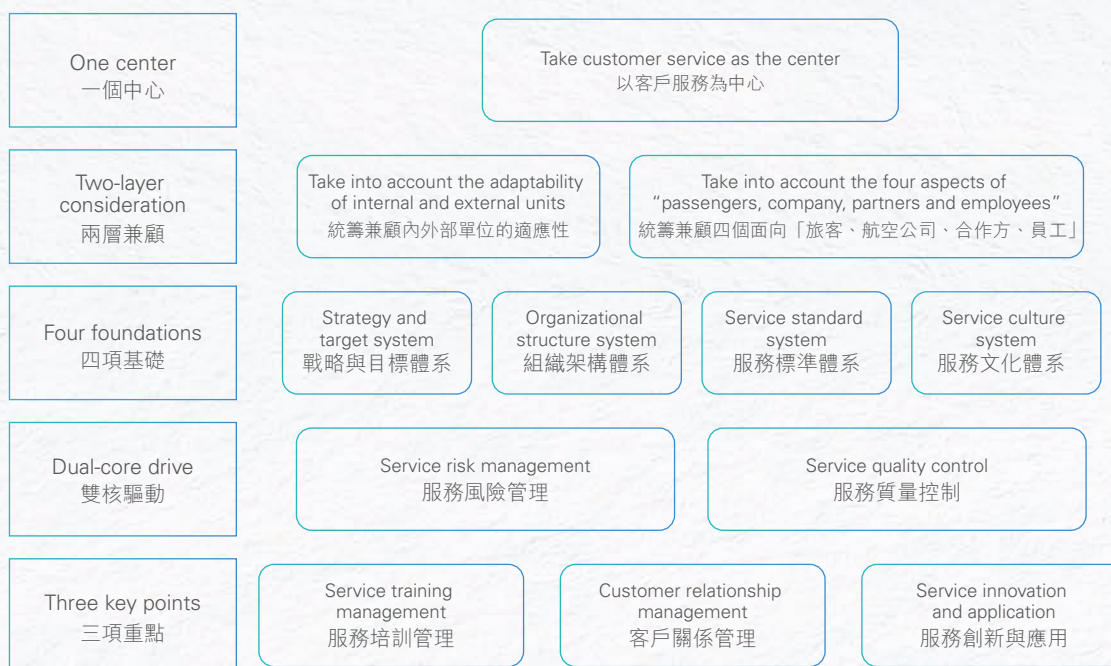 One center
一個中心
Take customer service as the center
以客戶服務為中心
Two-layer
consideration
兩層兼顧
Take into account the adaptability
of internal and external units
統籌兼顧內外部單位的適應性
Take into account the four aspects of
“passengers, company, partners and employees”
統籌兼顧四個面向「旅客、航空公司、合作方、員工」
Four foundations
四項基礎
Strategy and
target system
戰略與目標體系
Organizational
structure system
組織架構體系
Service standard
system
服務標準體系
Service culture
system
服務文化體系
Dual-core drive
雙核驅動
Service risk management
服務風險管理
Service quality control
服務質量控制
Three key points
三項重點
Service training
management
服務培訓管理
Customer relationship
management
客戶關係管理
Service innovation
and application
服務創新與應用